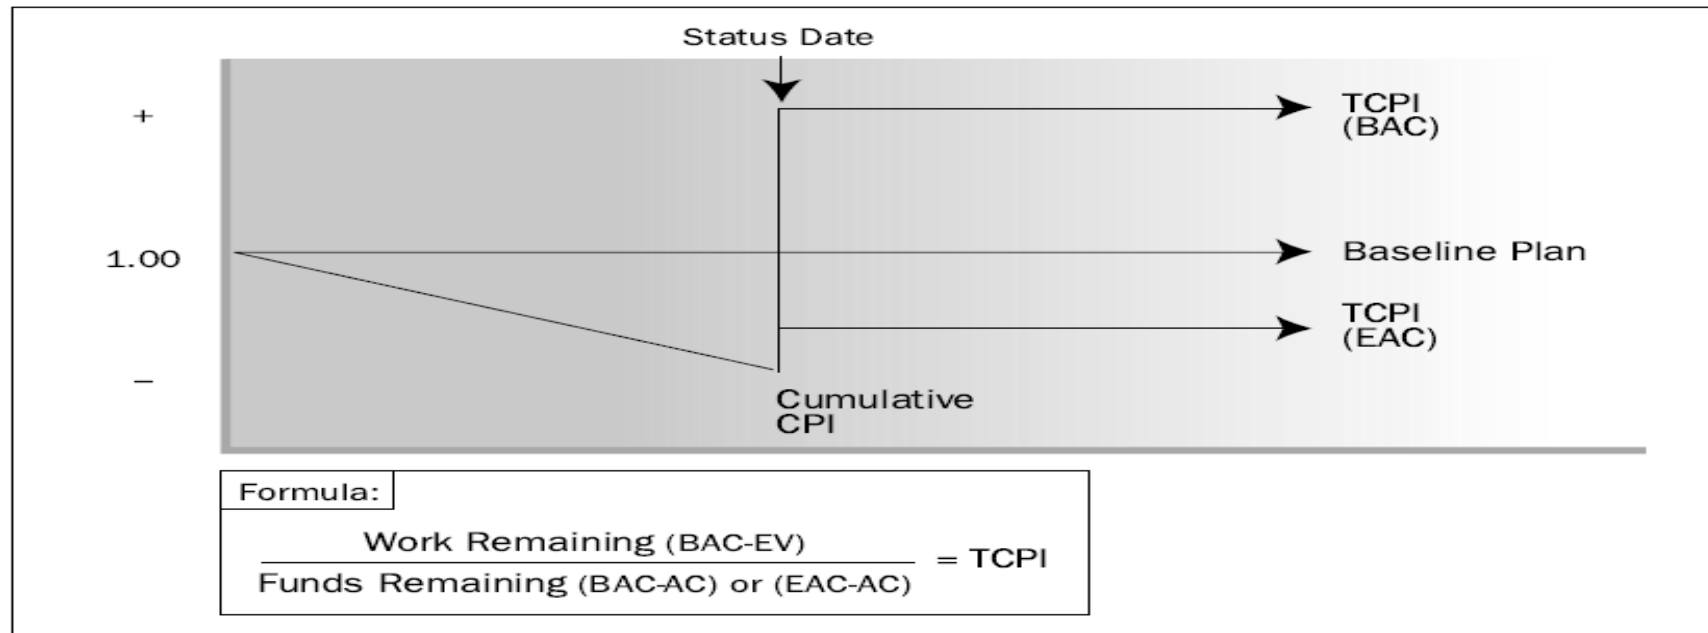 Status Date
+
TCPI
(BAC)
1.00
Baseline Plan
TCPI
(EAC)
–
Cumulative
CPI
Formula:
Work Remaining (BAC-EV)
Funds Remaining (BAC-AC) or (EAC-AC)
= TCPI